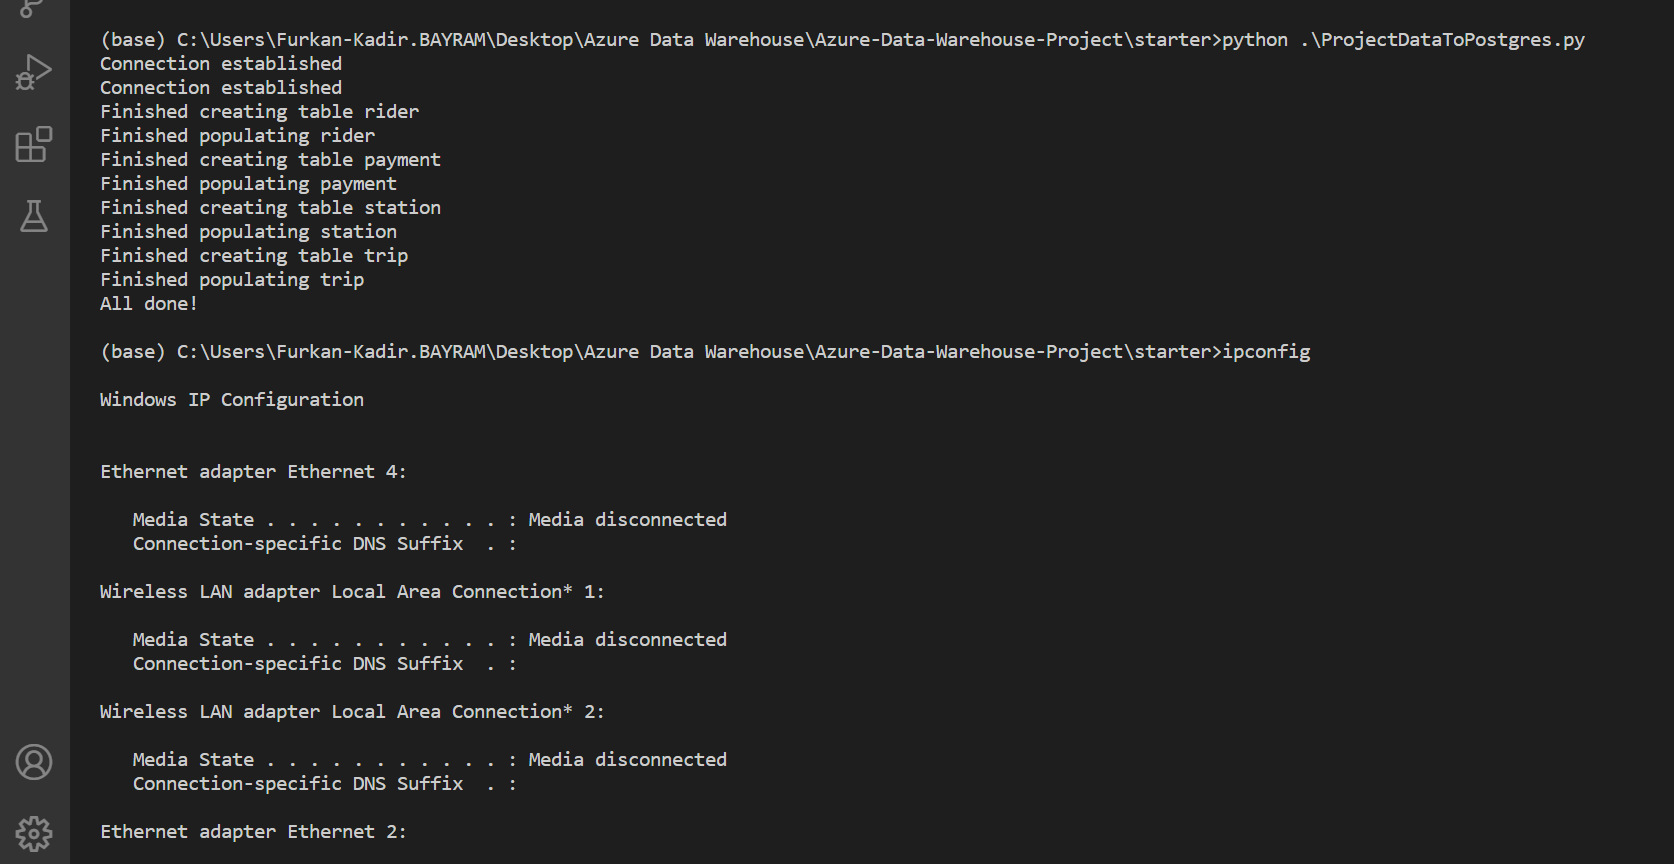 (base) C:\Users\Furkan-Kadir.BAYRAM\Desktop\Azure Data Warehouse\Azure-Data-Warehouse-Project\starter>python .\ProjectDataToPostgres.py
Connection established
Connection established
Finished creating table rider
Finished populating rider
Finished creating table payment
Finished populating payment
Finished creating table station
Finished populating station
Finished creating table trip
Finished populating trip
All done!
(base) C:\Users\Furkan-Kadir.BAYRAM\Desktop\Azure Data Warehouse\Azure-Data-Warehouse-Project\starter>ipconfig
Windows IP Configuration
Ethernet adapter Ethernet 4:
Media State . . . . . . . . . . . : Media disconnected
Connection-specific DNS Suffix  . :
Wireless LAN adapter Local Area Connection* 1:
Media State . . . . . . . . . . . : Media disconnected
Connection-specific DNS Suffix  . :
Wireless LAN adapter Local Area Connection* 2:
Media State . . . . . . . . . . . : Media disconnected
Connection-specific DNS Suffix  . :
Ethernet adapter Ethernet 2: